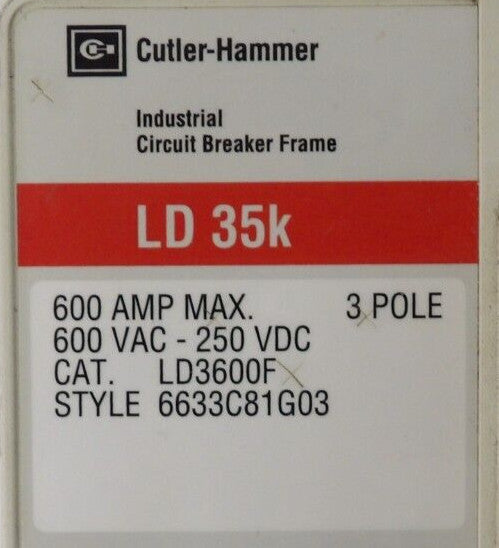 Cutler-Hammer
Industrial
Circuit Breaker Frame
LD 35k
600 AMP MAX. 3 POLE
600 VAC - 250 VDC
CAT. LD3600F
STYLE 6633C81G03